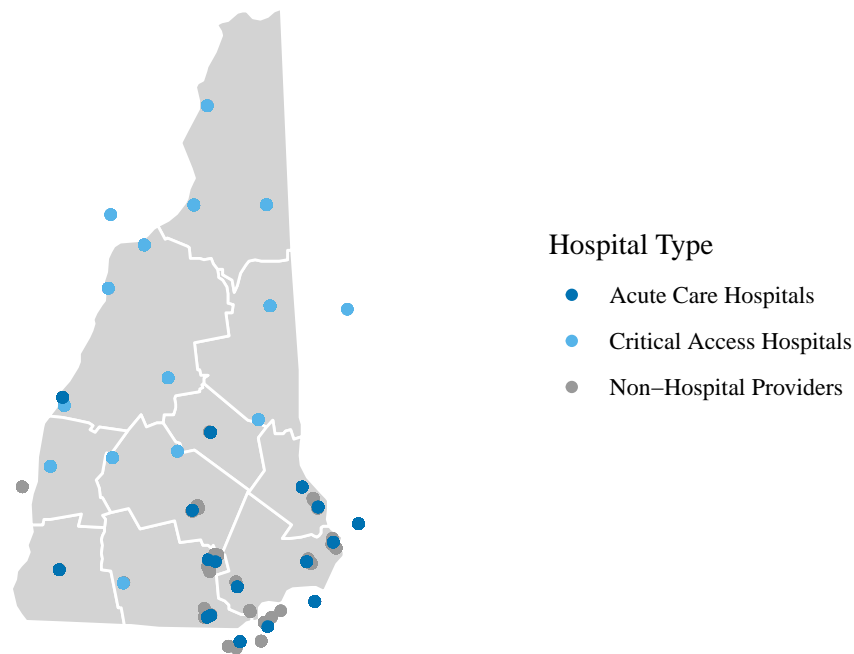 Hospital Type
Acute Care Hospitals
Critical Access Hospitals
Non−Hospital Providers